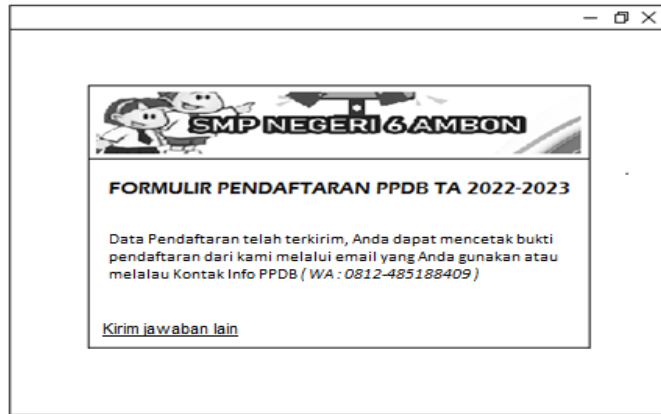 SMP NEGERI 6 AMBON
FORMULIR PENDAFTARAN PPDB TA 2022-2023
Data Pendaftaran telah terkirim, Anda dapat mencetak bukti
pendaftaran dari kami melalui email yang Anda gunakan atau
melalau Kontak Info PPDB ( WA : 0812-485188409 )
Kirim jawaban lain